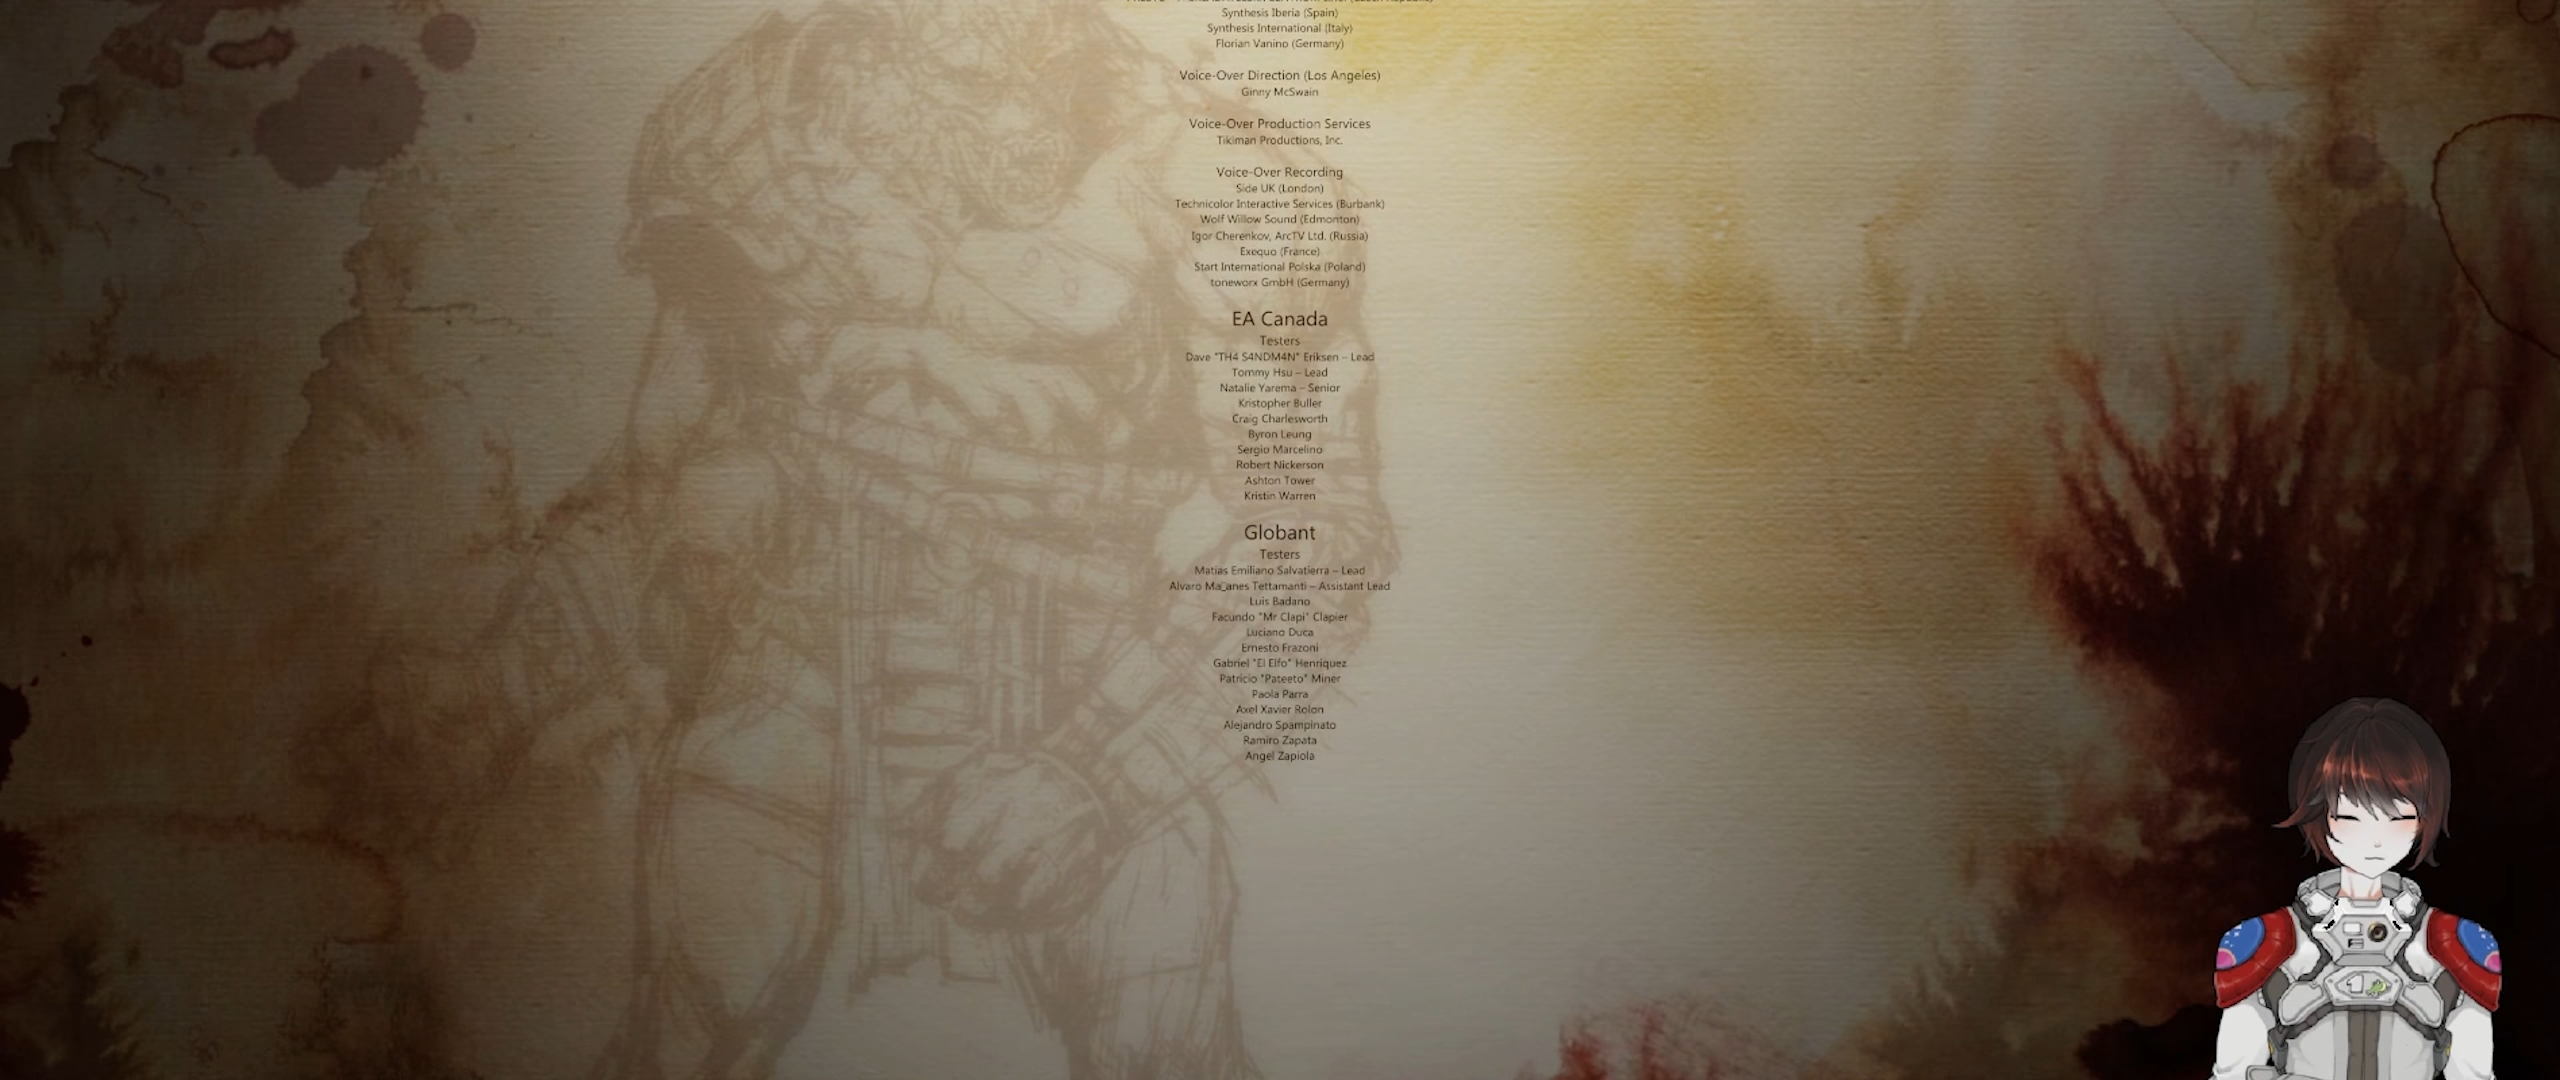 Synthesis Iberia (Spain)
Synthesis International (Italy)
Florian Vanino (Germany)
Voice-Over Direction (Los Angeles)
Ginny McSwain
Voice-Over Production Services
Tikiman Productions, Inc.
Voice-Over Recording
Side UK (London)
Technicolor Interactive Services (Burbank)
Wolf Willow Sound (Edmonton)
Igor Cherenkov, ArcTV Ltd. (Russia)
Exequo (France)
Start International Polska (Poland)
toneworx GmbH (Germany)
EA Canada
Testers
Dave "TH4 S4NDM4N" Eriksen – Lead
Tommy Hsu – Lead
Natalie Yarema – Senior
Kristopher Buller
Craig Charlesworth
Byron Leung
Sergio Marcelino
Robert Nickerson
Ashton Tower
Kristin Warren
Globant
Testers
Matias Emiliano Salvatierra – Lead
Alvaro Ma_anes Tettamanti – Assistant Lead
Luis Badano
Facundo "Mr Clapi" Clapier
Luciano Duca
Ernesto Frazoni
Gabriel "El Elfo" Henriquez
Patricio "Pateeto" Miner
Paola Parra
Axel Xavier Rolon
Alejandro Spampinato
Ramiro Zapata
Angel Zapiola
1